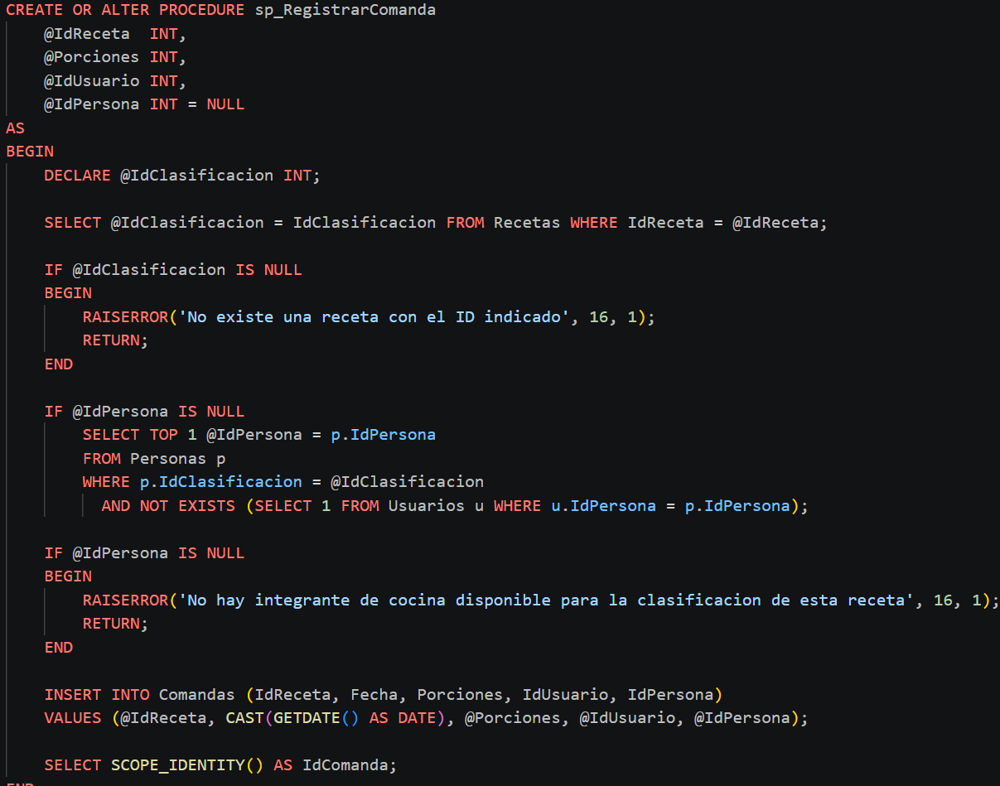 CREATE OR ALTER PROCEDURE sp_RegistrarComanda
@IdReceta  INT,
@Porciones INT,
@IdUsuario INT,
@IdPersona INT = NULL
AS
BEGIN
DECLARE @IdClasificacion INT;
SELECT @IdClasificacion = IdClasificacion FROM Recetas WHERE IdReceta = @IdReceta;
IF @IdClasificacion IS NULL
BEGIN
RAISERROR('No existe una receta con el ID indicado', 16, 1);
RETURN;
END
IF @IdPersona IS NULL
SELECT TOP 1 @IdPersona = p.IdPersona
FROM Personas p
WHERE p.IdClasificacion = @IdClasificacion
AND NOT EXISTS (SELECT 1 FROM Usuarios u WHERE u.IdPersona = p.IdPersona);
IF @IdPersona IS NULL
BEGIN
RAISERROR('No hay integrante de cocina disponible para la clasificacion de esta receta', 16, 1);
RETURN;
END
INSERT INTO Comandas (IdReceta, Fecha, Porciones, IdUsuario, IdPersona)
VALUES (@IdReceta, CAST(GETDATE() AS DATE), @Porciones, @IdUsuario, @IdPersona);
SELECT SCOPE_IDENTITY() AS IdComanda;
END